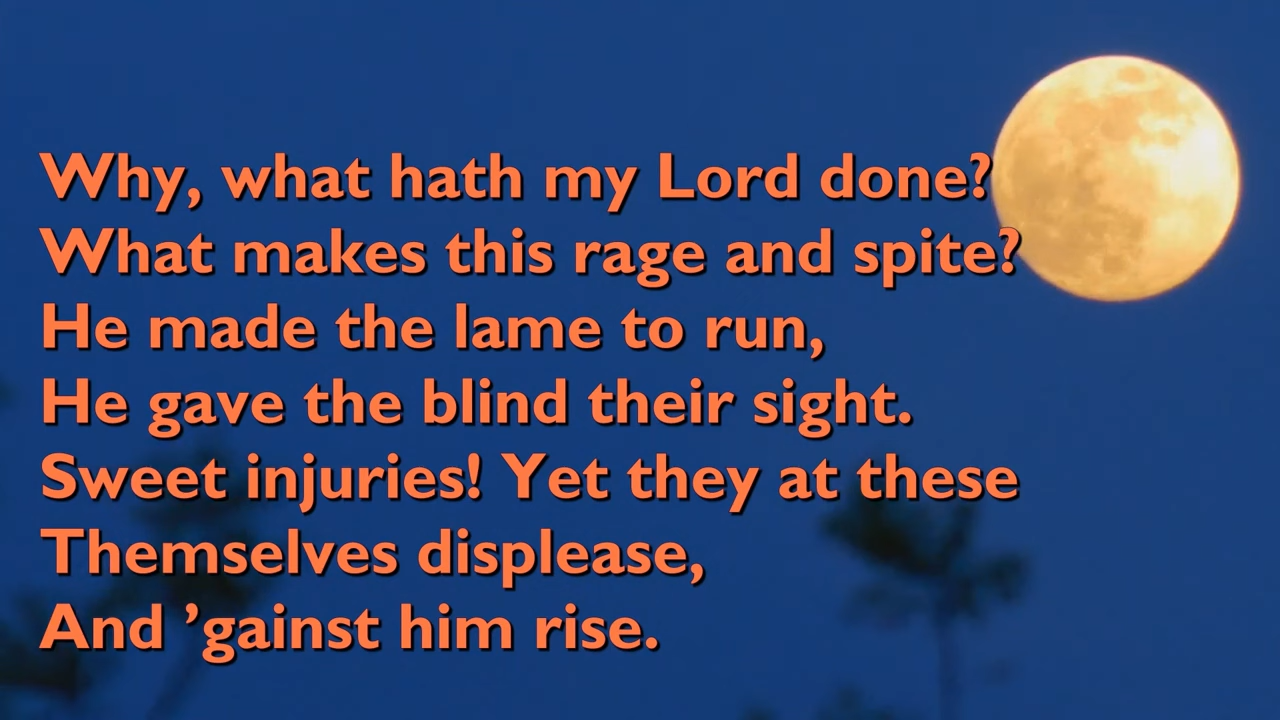 Why, what hath my Lord done?
What makes this rage and spite?
He made the lame to run,
He gave the blind their sight.
Sweet injuries! Yet they at these
Themselves displease,
And ’gainst him rise.